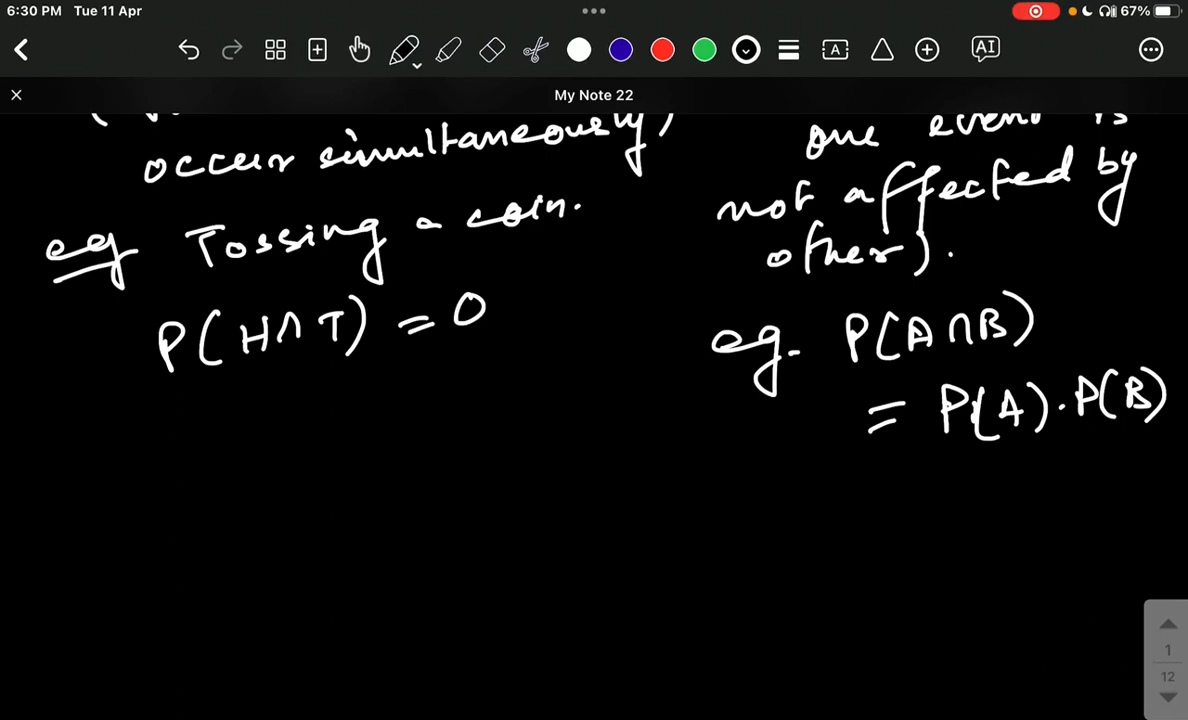 6:30 PM Tue 11 Apr
67%
A
AI
My Note 22
occur simultaneously)
eg Tossing a coin.
P(H∩T) = 0
one event is
not affected by
other).
eg. P(A∩B)
= P(A).P(B)
1
12